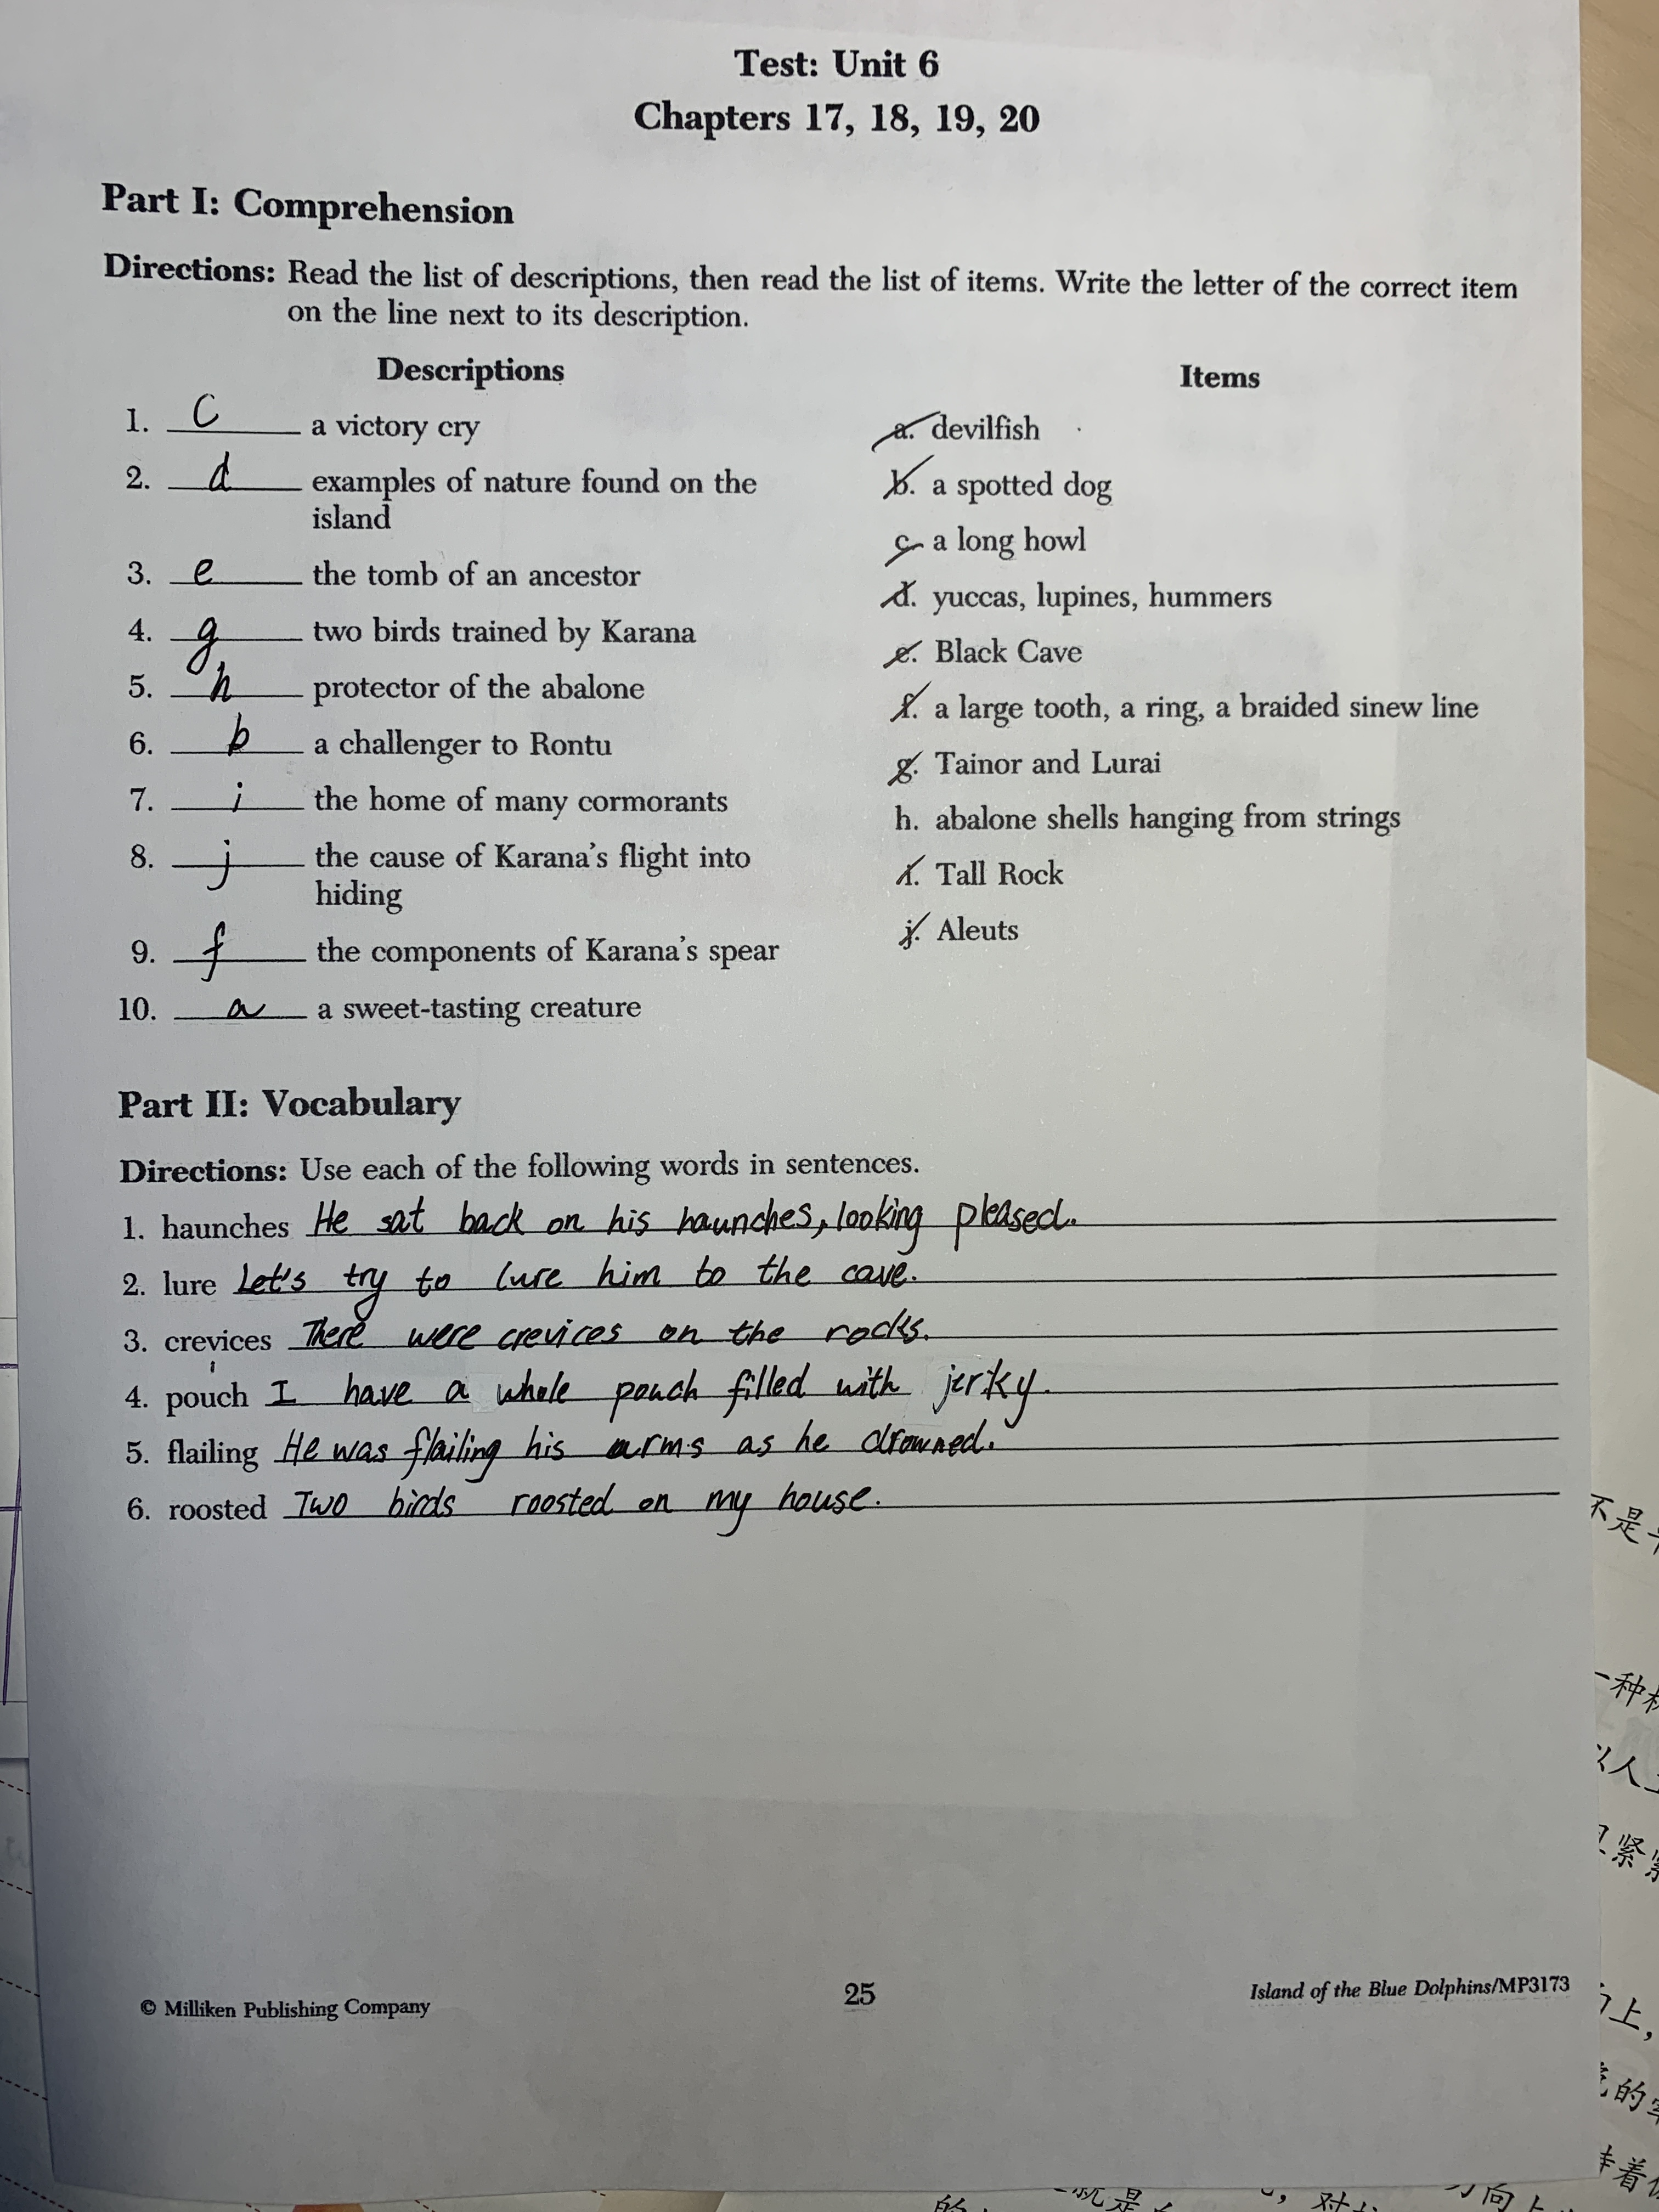 Test: Unit 6
Chapters 17, 18, 19, 20
Part I: Comprehension
Directions: Read the list of descriptions, then read the list of items. Write the letter of the correct item
on the line next to its description.
Descriptions
1. c a victory cry
2. d examples of nature found on the
island
3. e the tomb of an ancestor
4. g two birds trained by Karana
5. h protector of the abalone
6. b a challenger to Rontu
7. i the home of many cormorants
8. j the cause of Karana's flight into
hiding
9. f the components of Karana's spear
10. a a sweet-tasting creature
Items
a. devilfish
b. a spotted dog
c. a long howl
d. yuccas, lupines, hummers
e. Black Cave
f. a large tooth, a ring, a braided sinew line
g. Tainor and Lurai
h. abalone shells hanging from strings
i. Tall Rock
j. Aleuts
Part II: Vocabulary
Directions: Use each of the following words in sentences.
1. haunches He sat back on his haunches, looking pleased.
2. lure Let's try to lure him to the cave.
3. crevices There were crevices on the rocks.
4. pouch I have a whole pouch filled with jerky.
5. flailing He was flailing his arms as he drowned.
6. roosted Two birds roosted on my house.
© Milliken Publishing Company
25
Island of the Blue Dolphins/MP3173
不是
一种
以人
紧
上，
的
着
的
就是
，对
向上